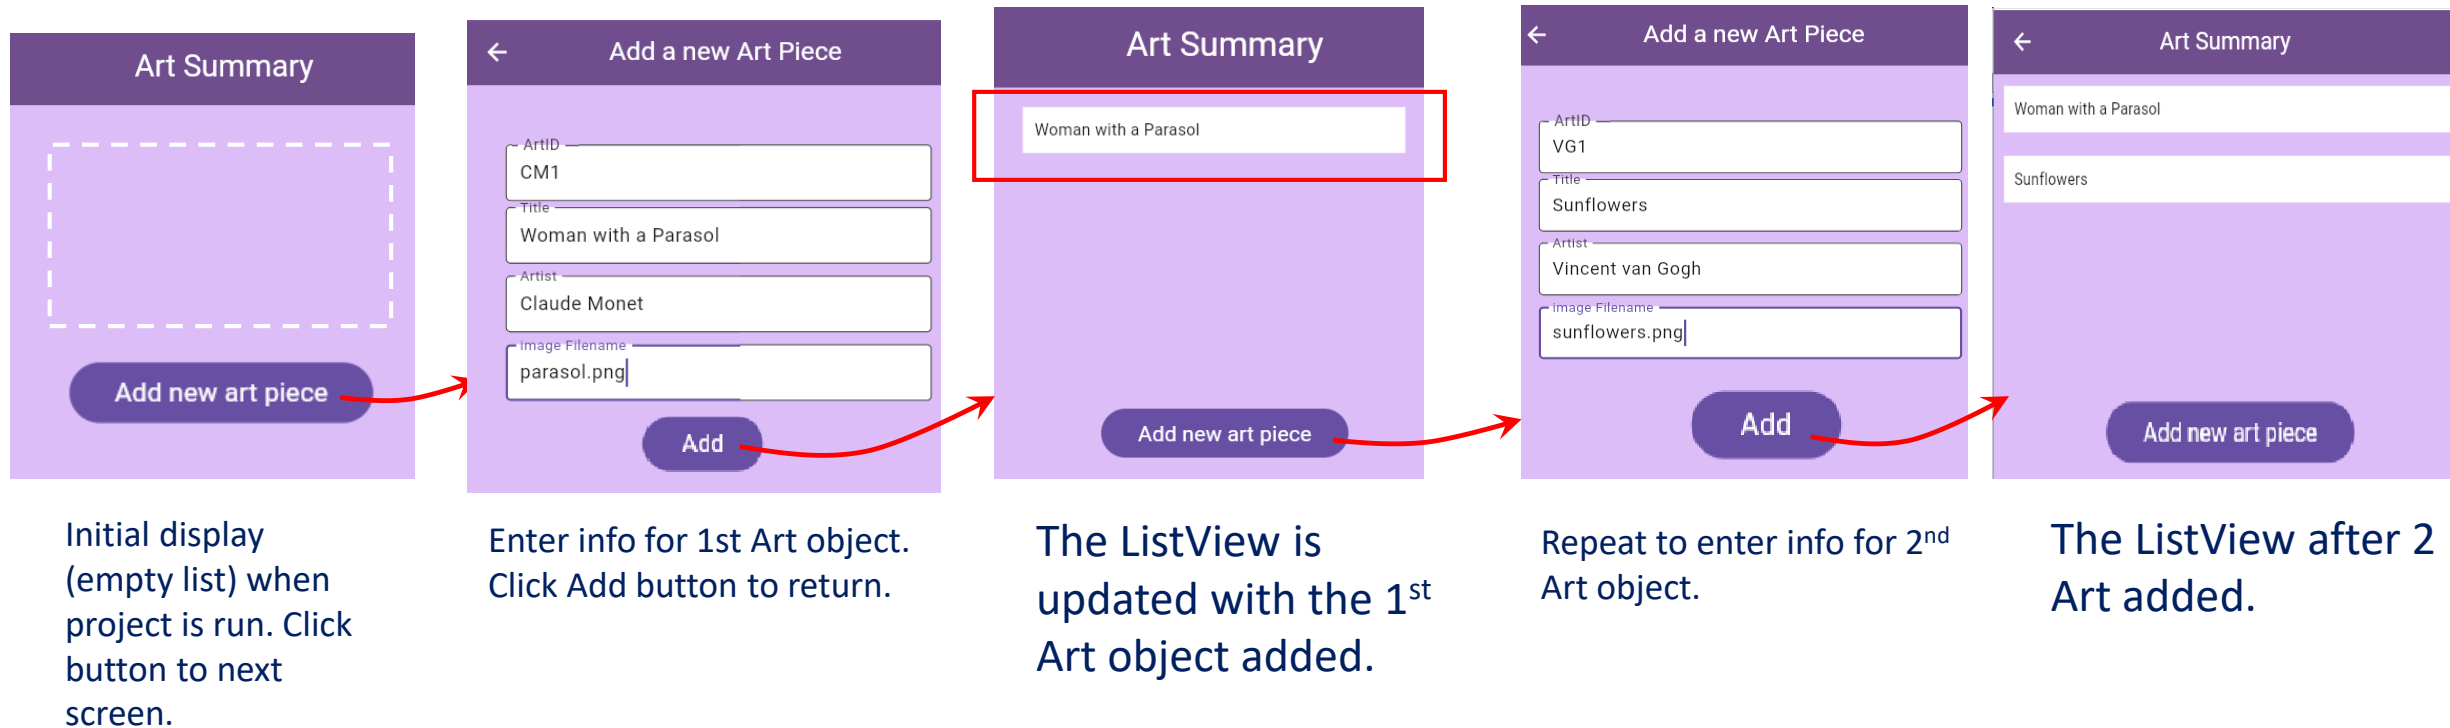 Art Summary
Add new art piece
Initial display
(empty list) when
project is run. Click
button to next
screen.
Add a new Art Piece
ArtID
CM1
Title
Woman with a Parasol
Artist
Claude Monet
Image Filename
parasol.png
Add
Enter info for 1st Art object.
Click Add button to return.
Art Summary
Woman with a Parasol
Add new art piece
The ListView is
updated with the 1st
Art object added.
Add a new Art Piece
ArtID
VG1
Title
Sunflowers
Artist
Vincent van Gogh
Image Filename
sunflowers.png
Add
Repeat to enter info for 2nd
Art object.
Art Summary
Woman with a Parasol
Sunflowers
Add new art piece
The ListView after 2
Art added.